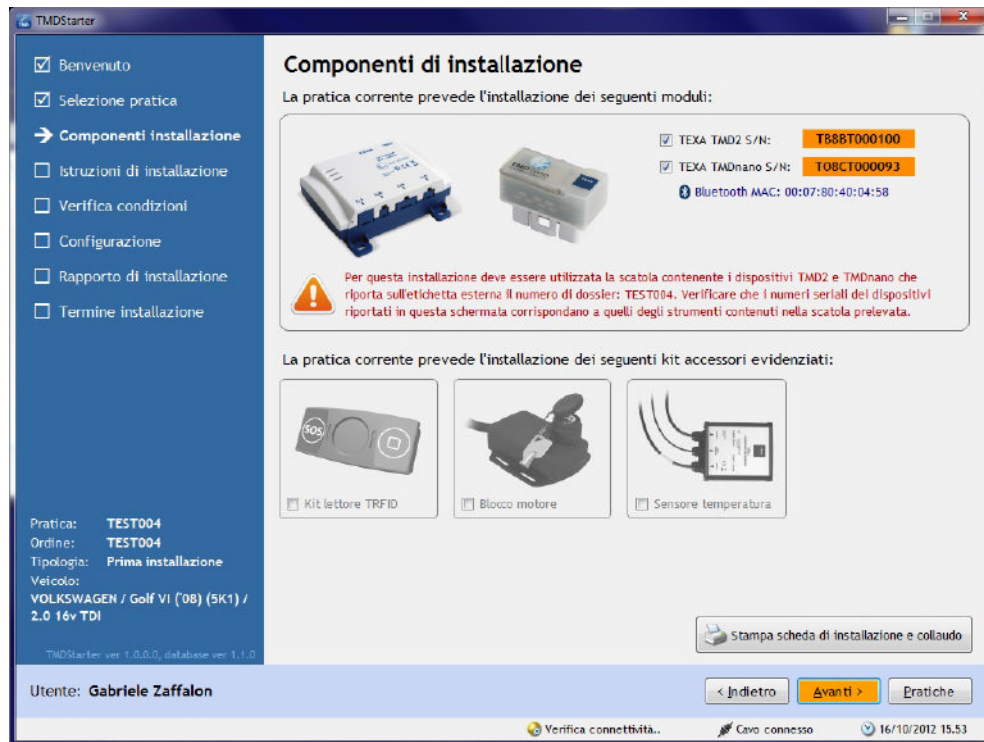 TMDStarter
Benvenuto
Selezione pratica
Componenti installazione
Istruzioni di installazione
Verifica condizioni
Configurazione
Rapporto di installazione
Termine installazione
Pratica: TEST004
Ordine: TEST004
Tipologia: Prima installazione
Veicolo:
VOLKSWAGEN / Golf VI ('08) (5K1) /
2.0 16v TDI
TMDStarter ver 1.0.0.0, database ver 1.1.0
Componenti di installazione
La pratica corrente prevede l'installazione dei seguenti moduli:
TEXA TMD2 S/N: TB8BT000100
TEXA TMDnano S/N: TO8CT000093
Bluetooth MAC: 00:07:80:40:04:58
Per questa installazione deve essere utilizzata la scatola contenente i dispositivi TMD2 e TMDnano che
riporta sull'etichetta esterna il numero di dossier: TEST004. Verificare che i numeri seriali dei dispositivi
riportati in questa schermata corrispondano a quelli degli strumenti contenuti nella scatola prelevata.
La pratica corrente prevede l'installazione dei seguenti kit accessori evidenziati:
SOS
Kit lettore TRFID
Blocco motore
Sensore temperatura
Stampa scheda di installazione e collaudo
Utente: Gabriele Zaffalon
< Indietro
Avanti >
Pratiche
Verifica connettività..
Cavo connesso
16/10/2012 15.53